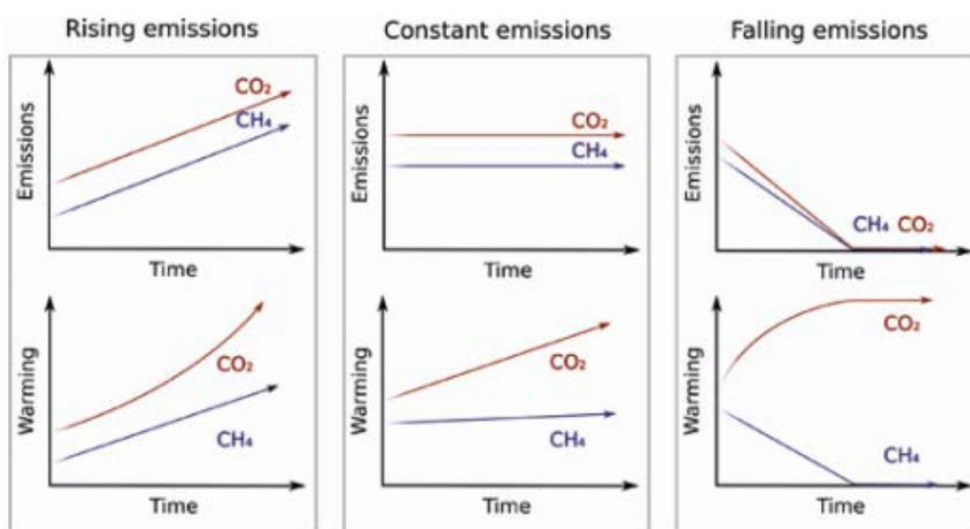 Rising emissions
Emissions
CO₂
CH₄
Time
Warming
CO₂
CH₄
Time
Constant emissions
Emissions
CO₂
CH₄
Time
Warming
CO₂
CH₄
Time
Falling emissions
Emissions
CH₄ CO₂
Time
Warming
CO₂
CH₄
Time